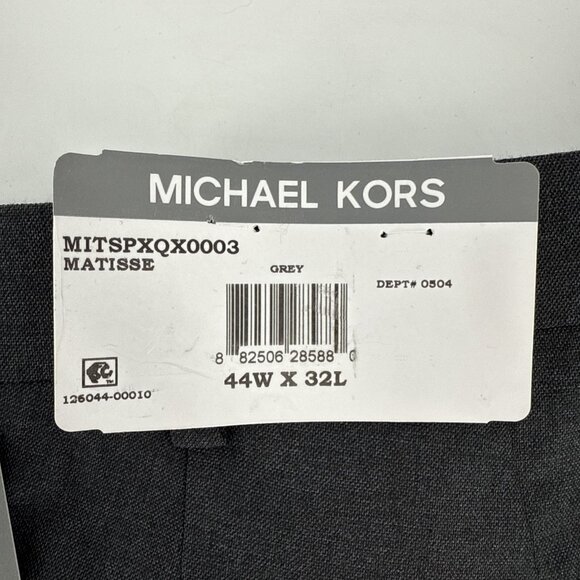 MICHAEL KORS
MITSPXQX0003
MATISSE
GREY
DEPT# 0504
8 82506 28588 0
44W X 32L
126044-00010